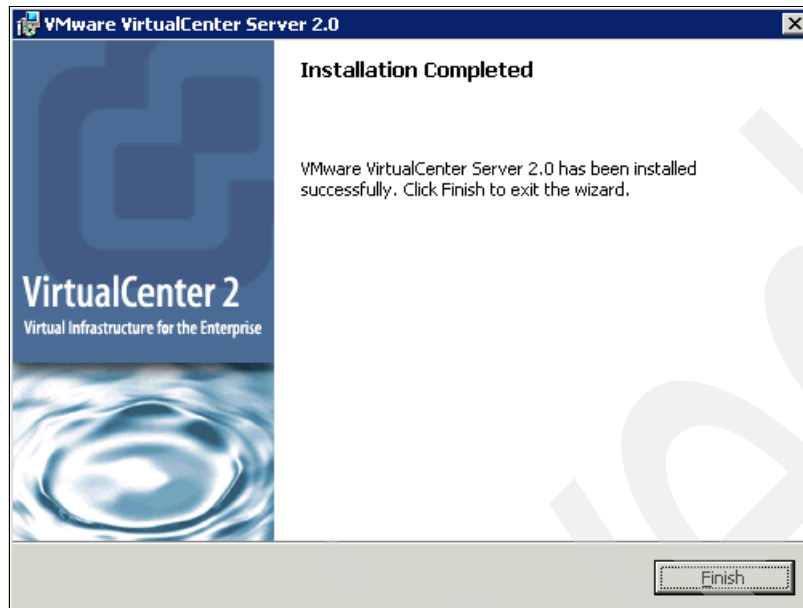 VMware VirtualCenter Server 2.0
Installation Completed
VMware VirtualCenter Server 2.0 has been installed
successfully. Click Finish to exit the wizard.
VirtualCenter 2
Virtual Infrastructure for the Enterprise
Finish